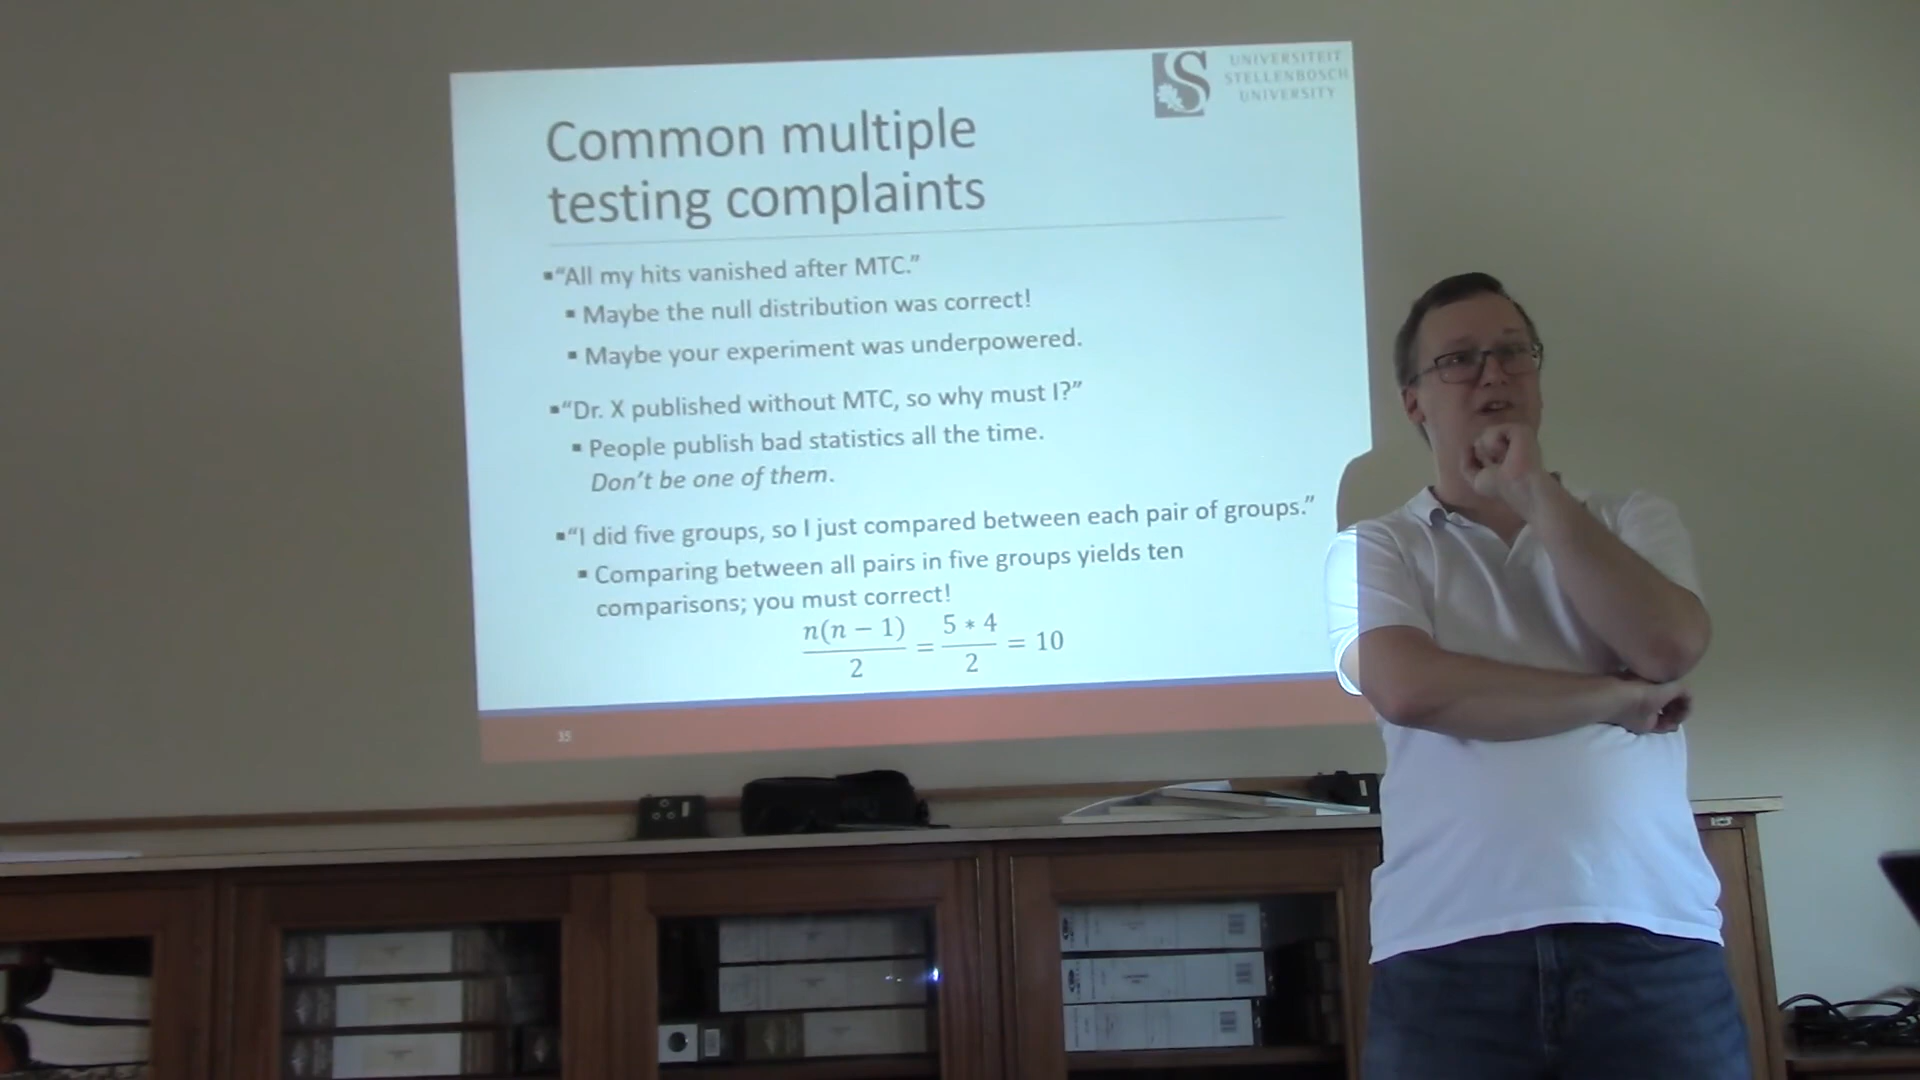 UNIVERSITEIT
STELLENBOSCH
UNIVERSITY
Common multiple
testing complaints
▪“All my hits vanished after MTC.”
▪ Maybe the null distribution was correct!
▪ Maybe your experiment was underpowered.
▪“Dr. X published without MTC, so why must I?”
▪ People publish bad statistics all the time.
Don’t be one of them.
▪“I did five groups, so I just compared between each pair of groups.”
▪ Comparing between all pairs in five groups yields ten
comparisons; you must correct!
n(n − 1)/2 = 5 ∗ 4/2 = 10
35